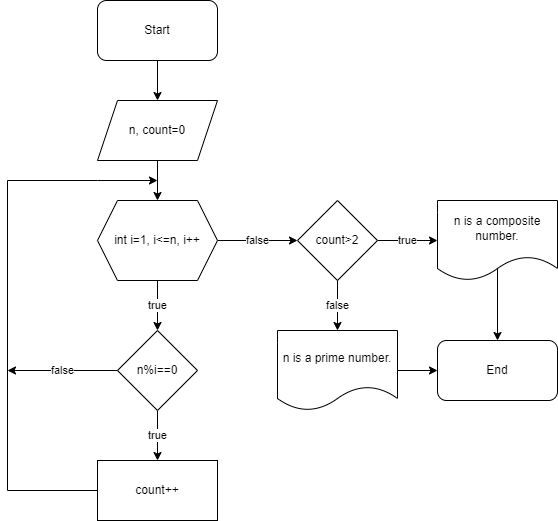 Start
n, count=0
int i=1, i<=n, i++
false
count>2
true
n is a composite
number.
true
false
n%i==0
false
n is a prime number.
End
true
count++